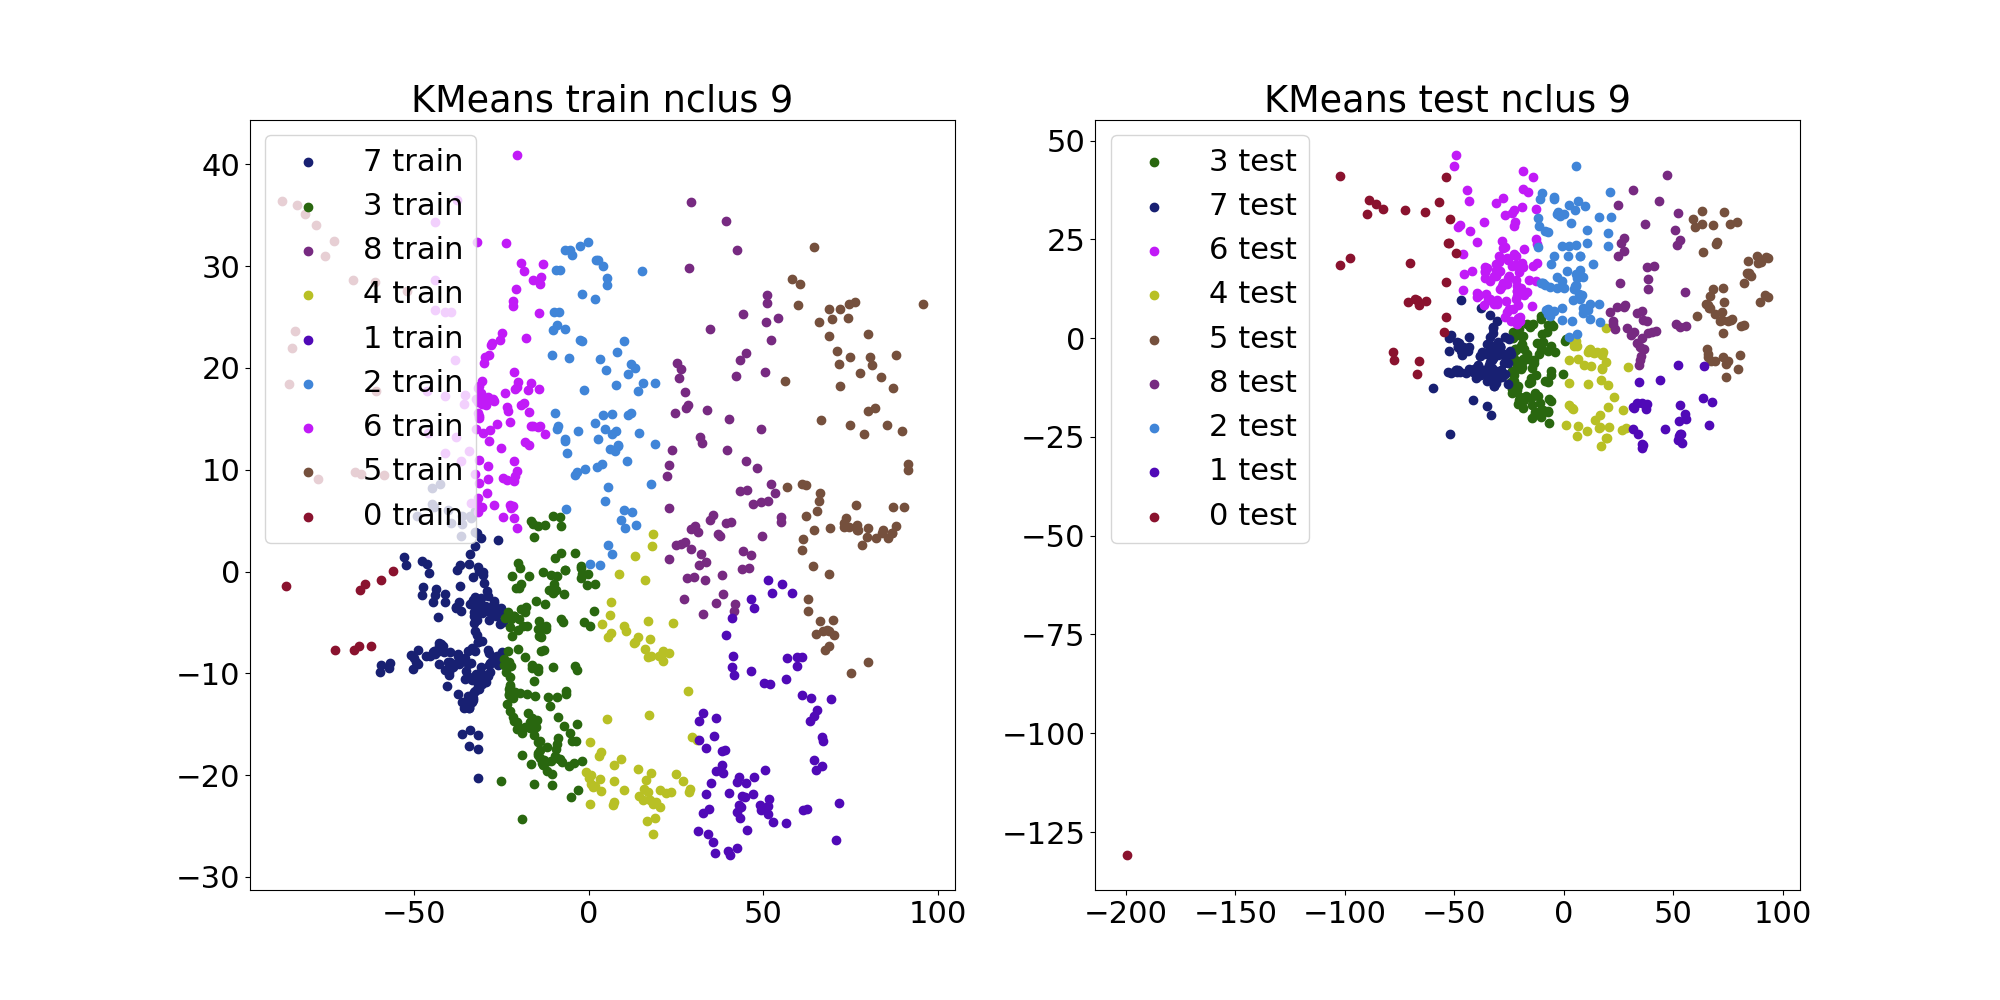 KMeans train nclus 9
40
30
20
10
0
−10
−20
−30
−50
0
50
100
7 train
3 train
8 train
4 train
1 train
2 train
6 train
5 train
0 train
KMeans test nclus 9
50
25
0
−25
−50
−75
−100
−125
−200
−150
−100
−50
0
50
100
3 test
7 test
6 test
4 test
5 test
8 test
2 test
1 test
0 test